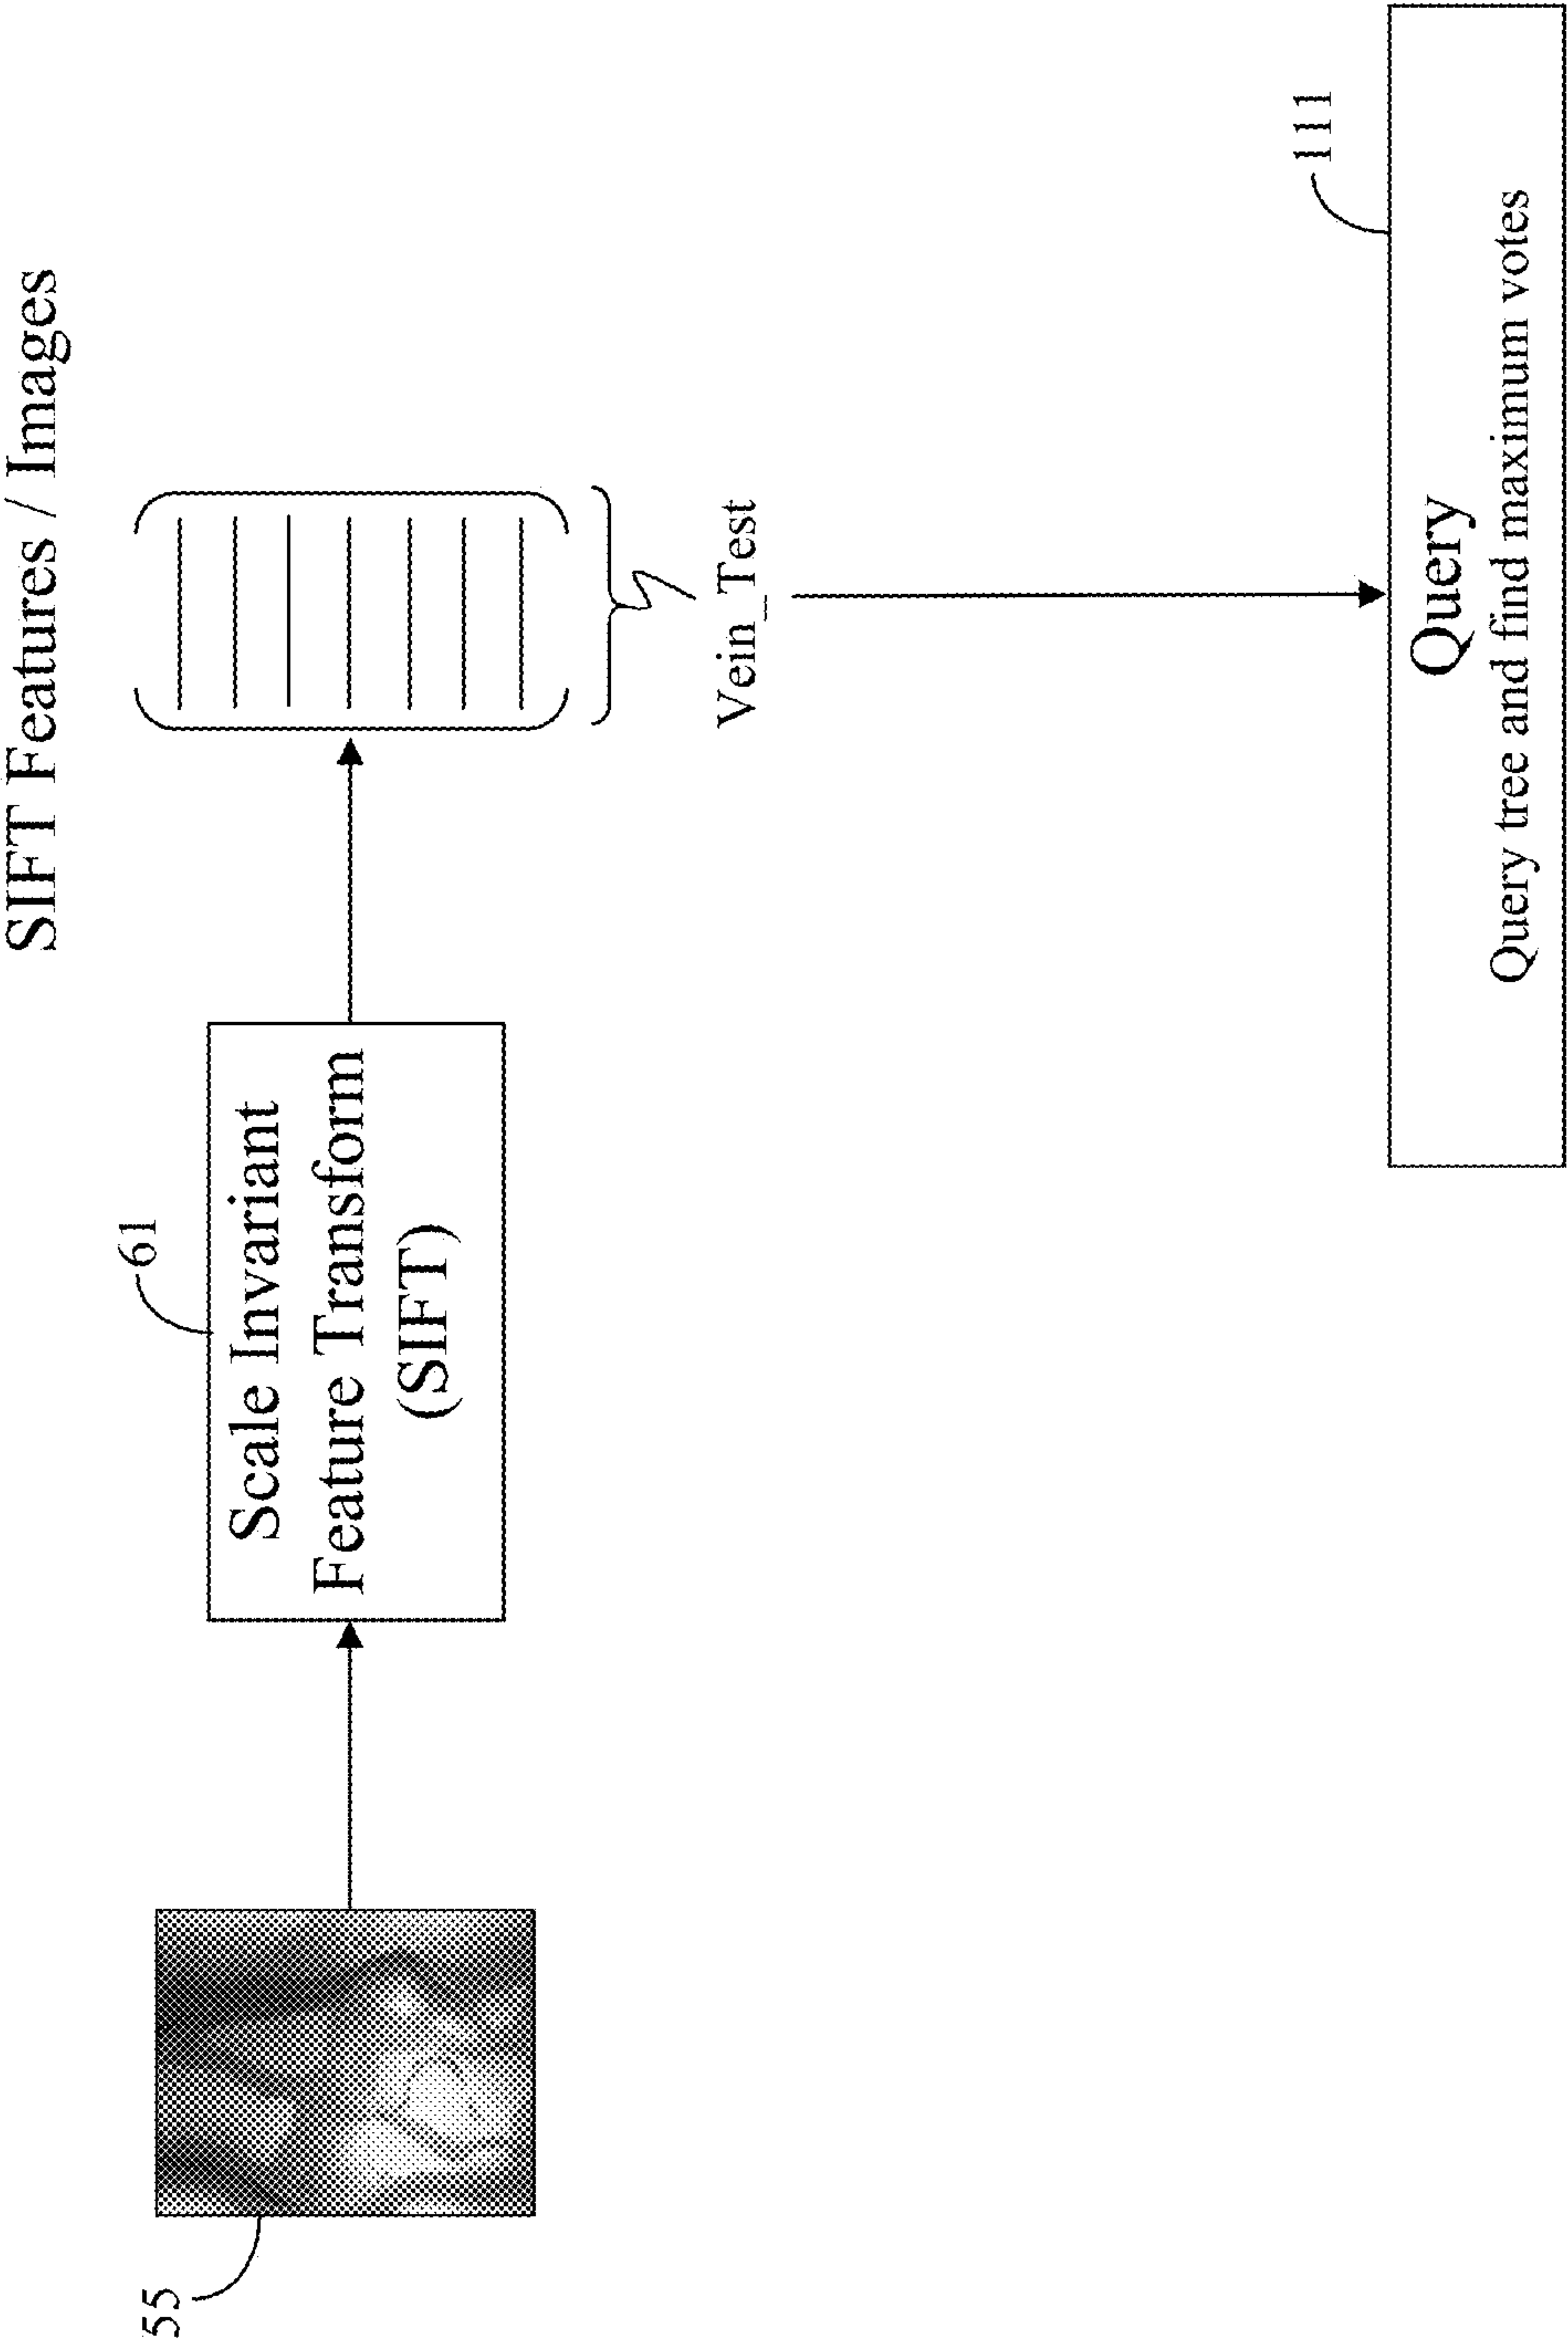 SIFT Features / Images
55
61
Scale Invariant
Feature Transform
(SIFT)
Vein_Test
111
Query
Query tree and find maximum votes